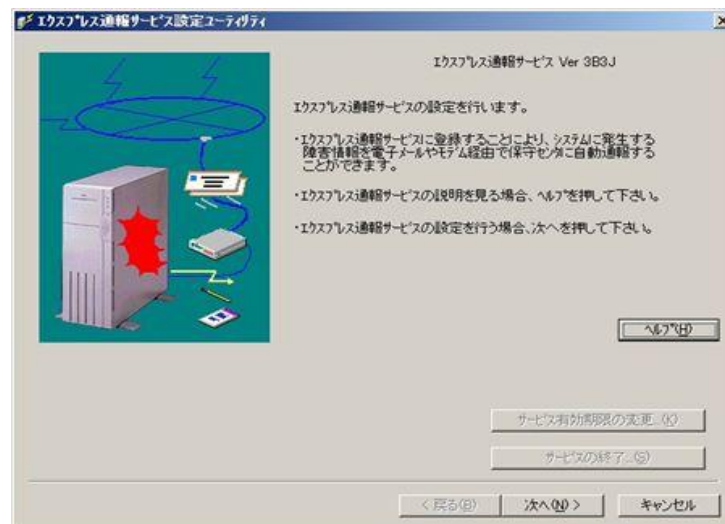 エクスプレス通報サービス設定ユーティリティ
エクスプレス通報サービス Ver 3B3J
エクスプレス通報サービスの設定を行います。
・エクスプレス通報サービスに登録することにより、システムに発生する
障害情報を電子メールやモデム経由で保守センタに自動通報する
ことができます。
・エクスプレス通報サービスの説明を見る場合、ヘルプを押して下さい。
・エクスプレス通報サービスの設定を行う場合、次へを押して下さい。
ヘルプ(H)
サービス有効期限の変更...(K)
サービスの終了...(S)
< 戻る(B)
次へ(N) >
キャンセル